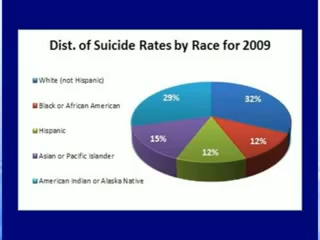 Dist. of Suicide Rates by Race for 2009
White (not Hispanic)
Black or African American
Hispanic
Asian or Pacific Islander
American Indian or Alaska Native
29%
32%
15%
12%
12%